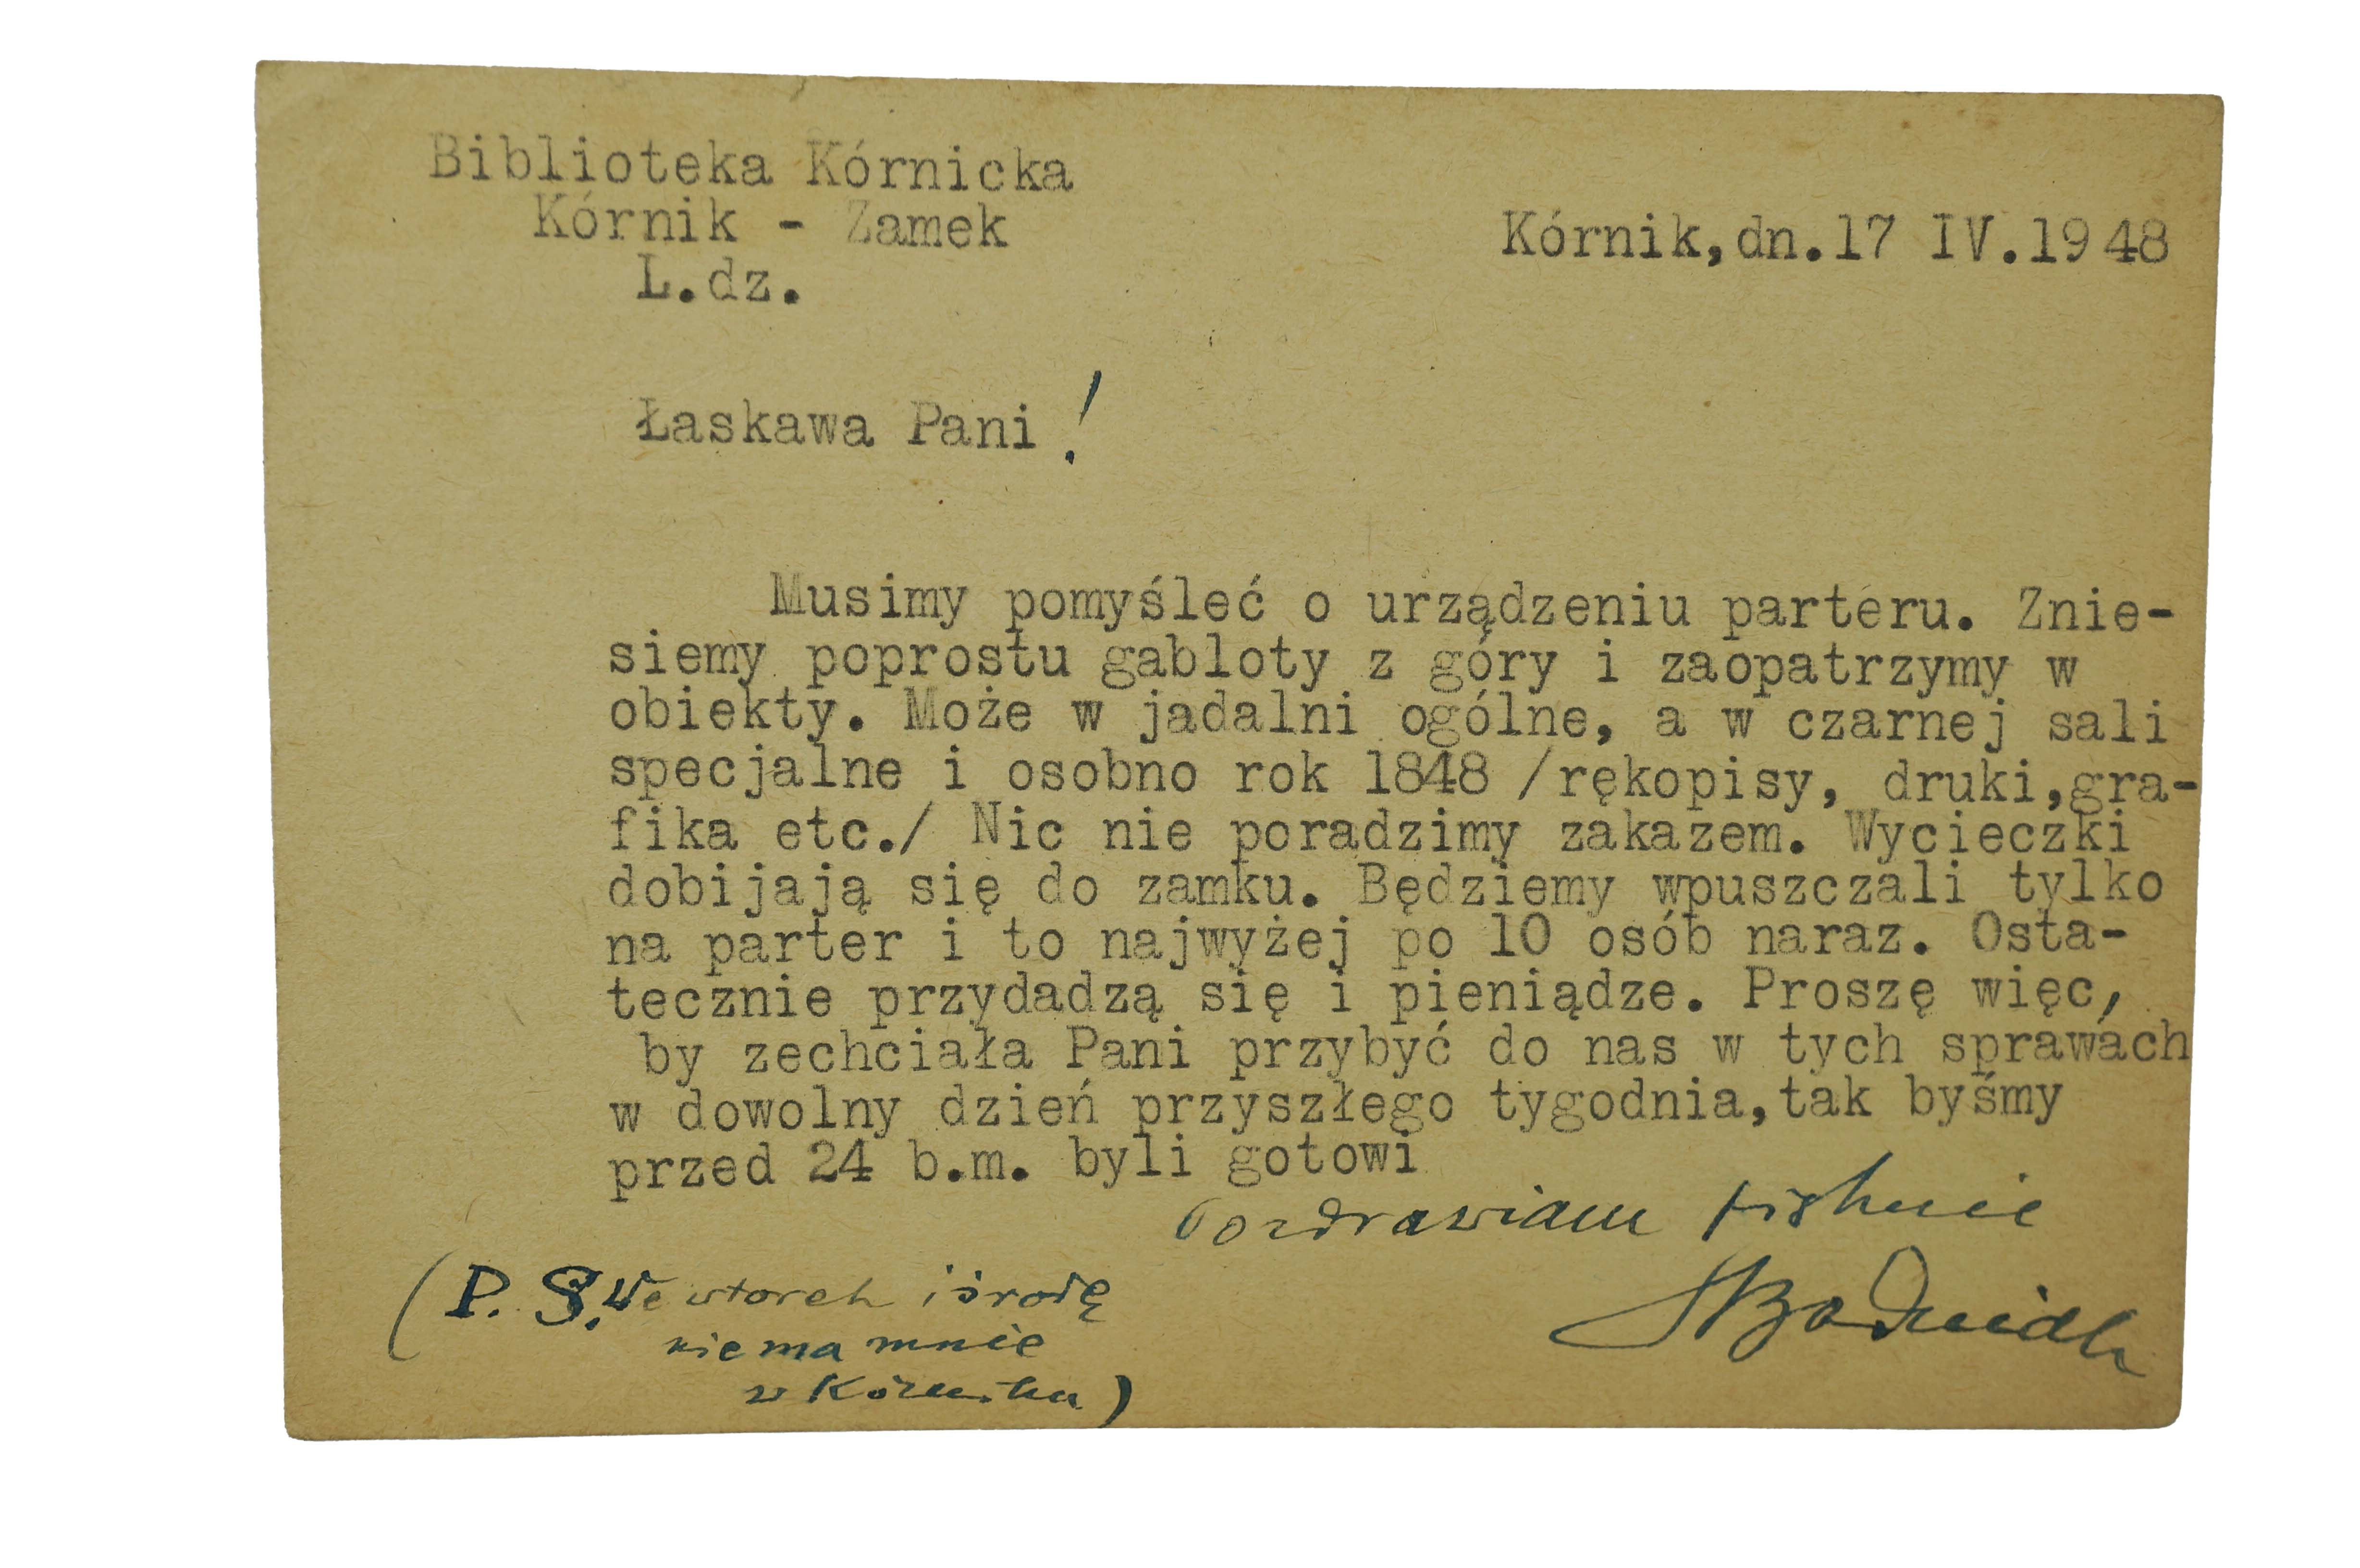 Biblioteka Kórnicka
Kórnik - Zamek
L.dz.
Kórnik,dn.17 IV.1948
Łaskawa Pani !
Musimy pomyśleć o urządzeniu parteru. Znie-
siemy poprostu gabloty z góry i zaopatrzymy w
obiekty. Może w jadalni ogólne, a w czarnej sali
specjalne i osobno rok 1848 /rękopisy, druki,gra-
fika etc./ Nic nie poradzimy zakazem. Wycieczki
dobijają się do zamku. Będziemy wpuszczali tylko
na parter i to najwyżej po 10 osób naraz. Osta-
tecznie przydadzą się i pieniądze. Proszę więc,
by zechciała Pani przybyć do nas w tych sprawach
w dowolny dzień przyszłego tygodnia,tak byśmy
przed 24 b.m. byli gotowi
Pozdrawiam pięknie
(P. S. We wtorek i środę
nie ma mnie
w Kórniku)